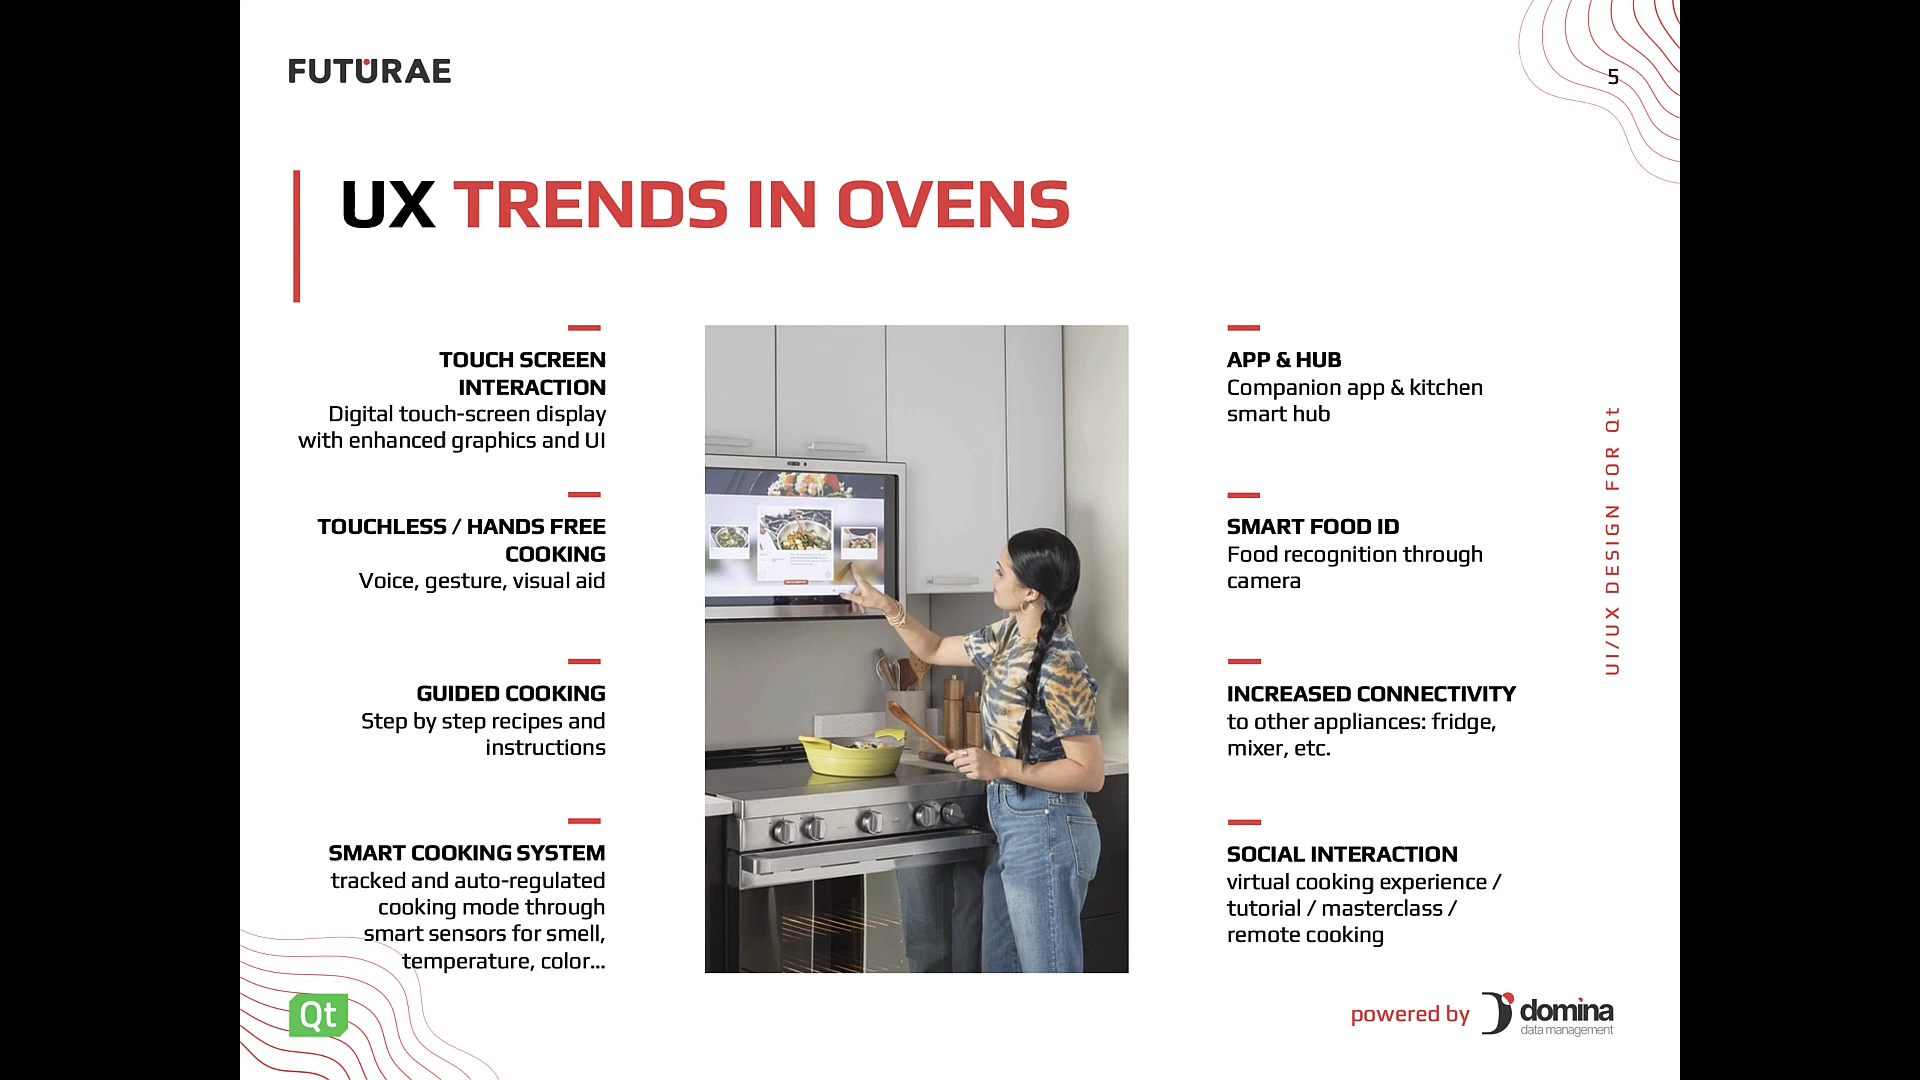 FUTURAE
5
UX TRENDS IN OVENS
TOUCH SCREEN
INTERACTION
Digital touch-screen display
with enhanced graphics and UI
TOUCHLESS / HANDS FREE
COOKING
Voice, gesture, visual aid
GUIDED COOKING
Step by step recipes and
instructions
SMART COOKING SYSTEM
tracked and auto-regulated
cooking mode through
smart sensors for smell,
temperature, color...
APP & HUB
Companion app & kitchen
smart hub
SMART FOOD ID
Food recognition through
camera
INCREASED CONNECTIVITY
to other appliances: fridge,
mixer, etc.
SOCIAL INTERACTION
virtual cooking experience /
tutorial / masterclass /
remote cooking
UI/UX DESIGN FOR Qt
Qt
powered by
domina
data management